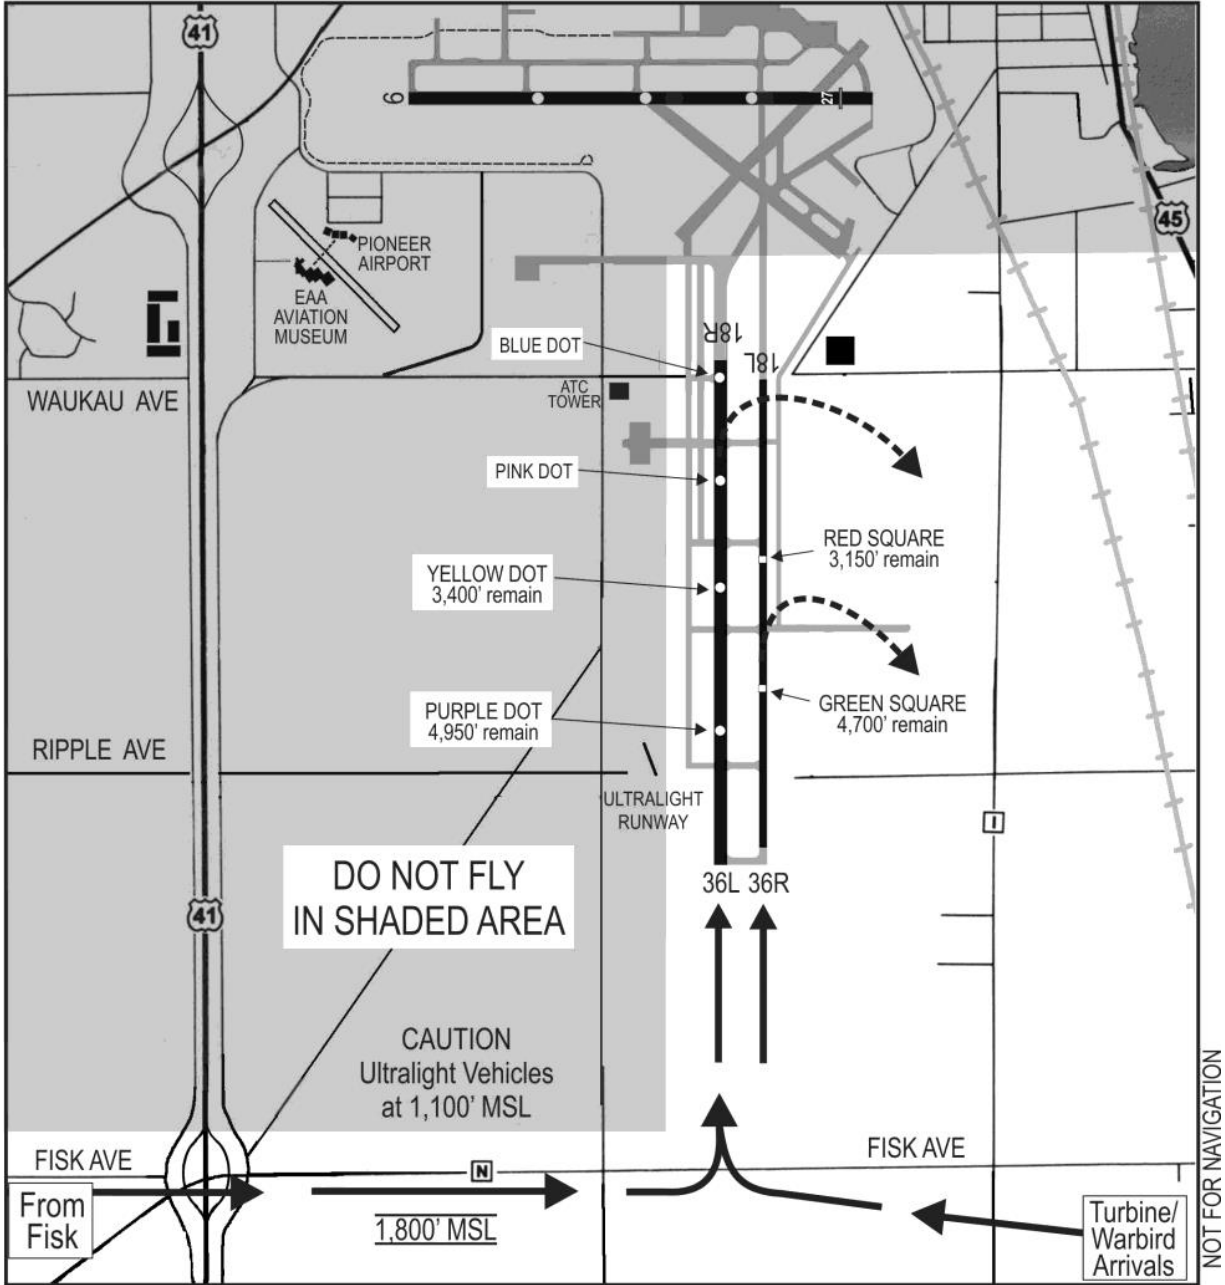 41
9
27
45
PIONEER
AIRPORT
EAA
AVIATION
MUSEUM
18R
18L
BLUE DOT
WAUKAU AVE
ATC
TOWER
PINK DOT
RED SQUARE
3,150' remain
YELLOW DOT
3,400' remain
GREEN SQUARE
4,700' remain
PURPLE DOT
4,950' remain
RIPPLE AVE
ULTRALIGHT
RUNWAY
I
DO NOT FLY
IN SHADED AREA
36L 36R
41
CAUTION
Ultralight Vehicles
at 1,100' MSL
FISK AVE
N
FISK AVE
From
Fisk
1,800' MSL
Turbine/
Warbird
Arrivals
NOT FOR NAVIGATION